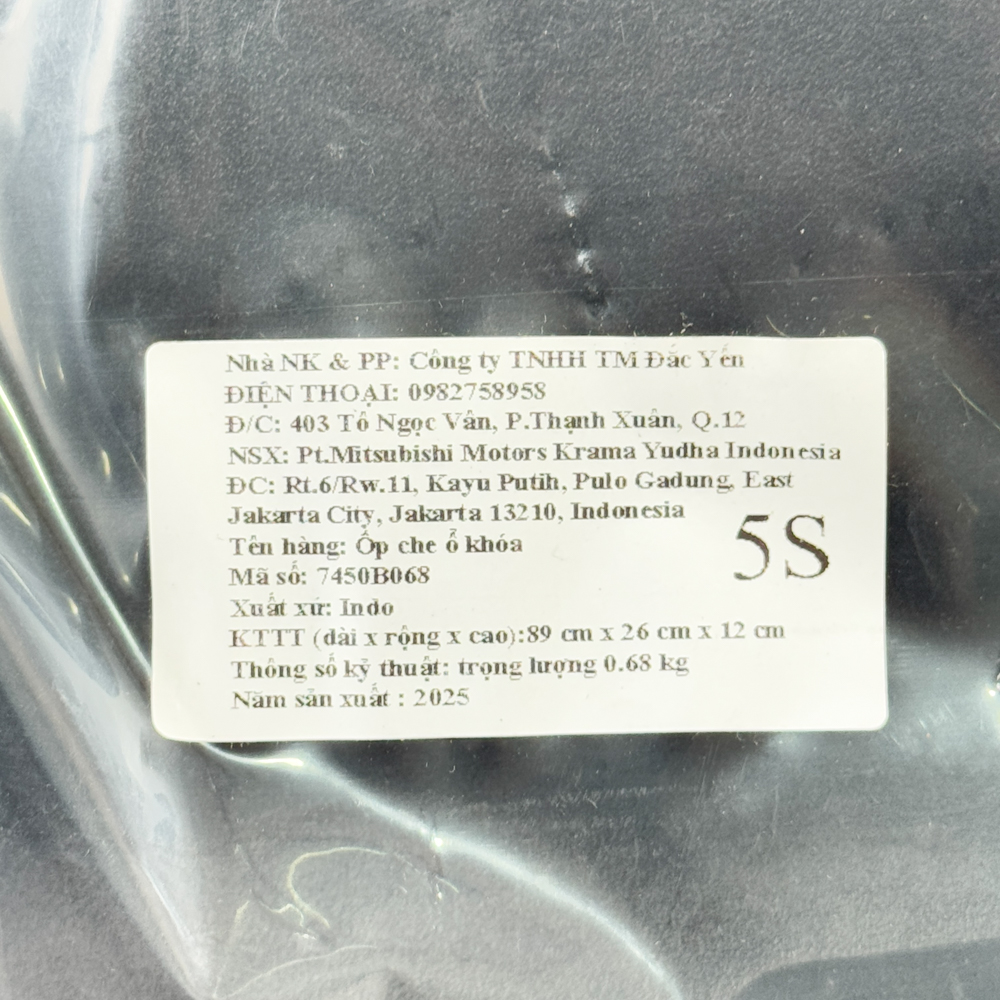 Nhà NK & PP: Công ty TNHH TM Đắc Yến
ĐIỆN THOẠI: 0982758958
Đ/C: 403 Tô Ngọc Vân, P.Thạnh Xuân, Q.12
NSX: Pt.Mitsubishi Motors Krama Yudha Indonesia
ĐC: Rt.6/Rw.11, Kayu Putih, Pulo Gadung, East
Jakarta City, Jakarta 13210, Indonesia
Tên hàng: Ốp che ổ khóa
5S
Mã số: 7450B068
Xuất xứ: Indo
KTTT (dài x rộng x cao):89 cm x 26 cm x 12 cm
Thông số kỷ thuật: trọng lượng 0.68 kg
Năm sản xuất : 2025